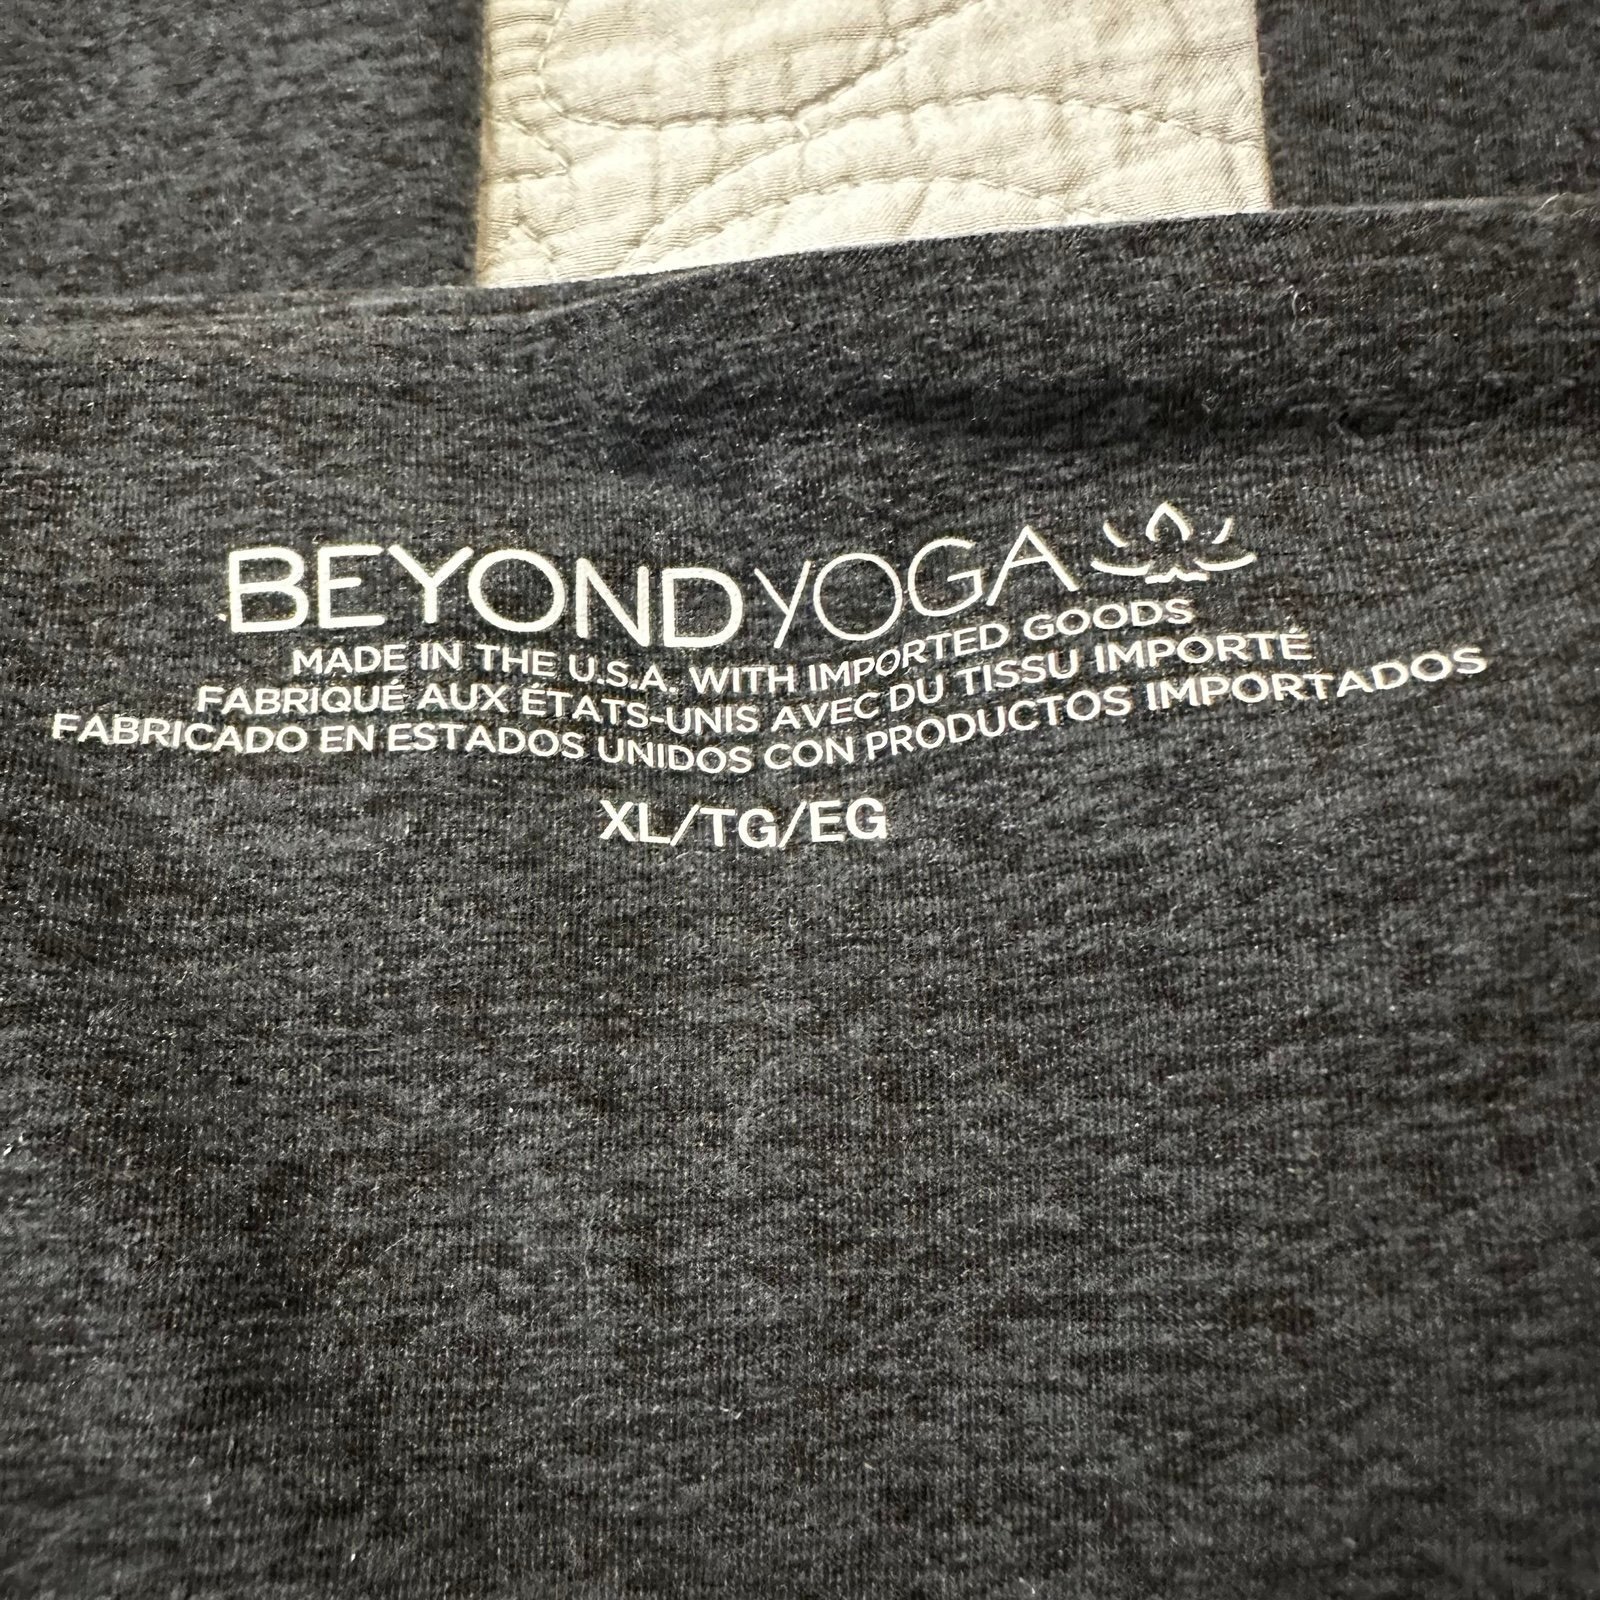 BEYOND YOGA
MADE IN THE U.S.A. WITH IMPORTED GOODS
FABRIQUÉ AUX ÉTATS-UNIS AVEC DU TISSU IMPORTÉ
FABRICADO EN ESTADOS UNIDOS CON PRODUCTOS IMPORTADOS
XL/TG/EG